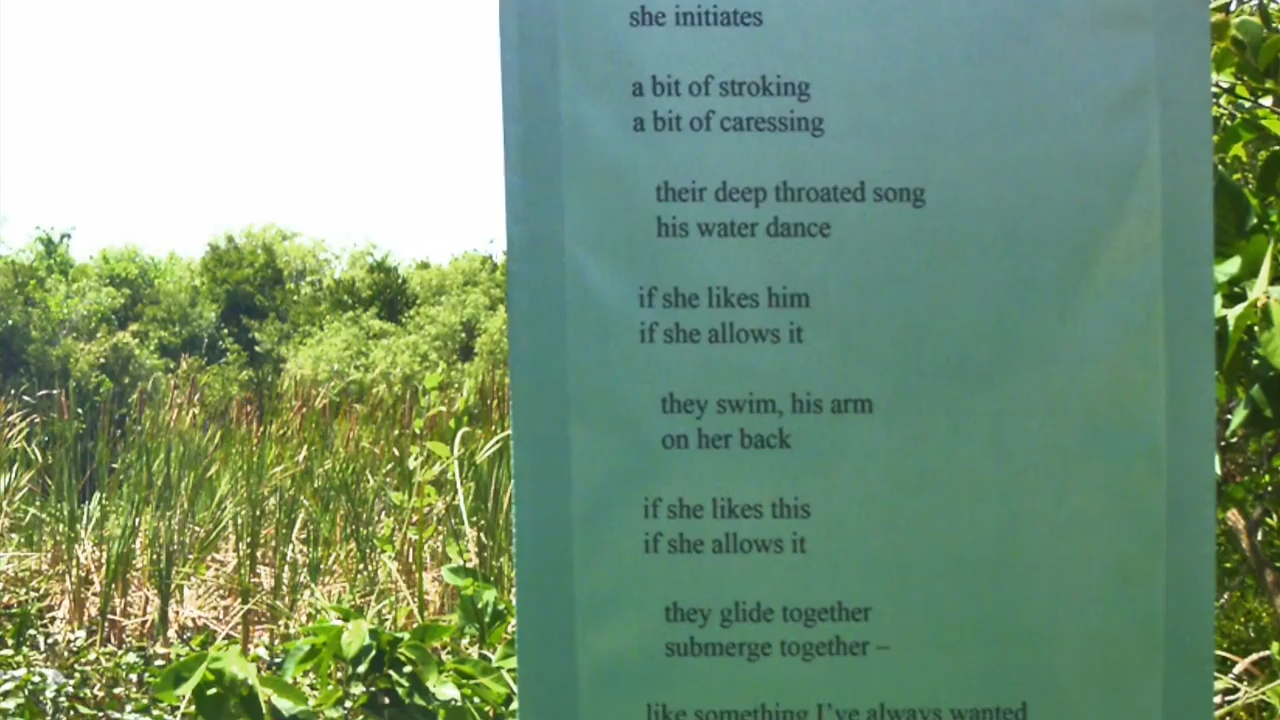 she initiates
a bit of stroking
a bit of caressing
their deep throated song
his water dance
if she likes him
if she allows it
they swim, his arm
on her back
if she likes this
if she allows it
they glide together
submerge together –
like something I've always wanted